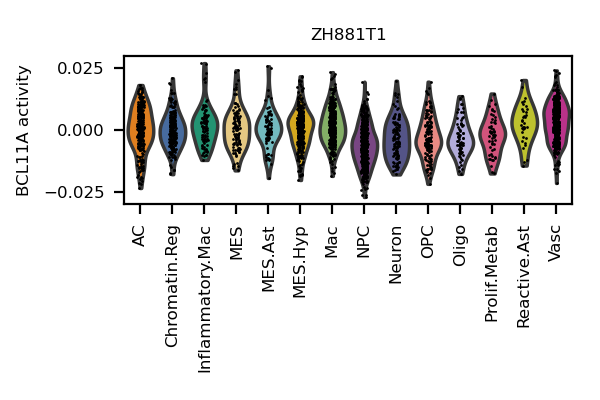 ZH881T1
BCL11A activity
0.025
0.000
−0.025
AC
Chromatin.Reg
Inflammatory.Mac
MES
MES.Ast
MES.Hyp
Mac
NPC
Neuron
OPC
Oligo
Prolif.Metab
Reactive.Ast
Vasc